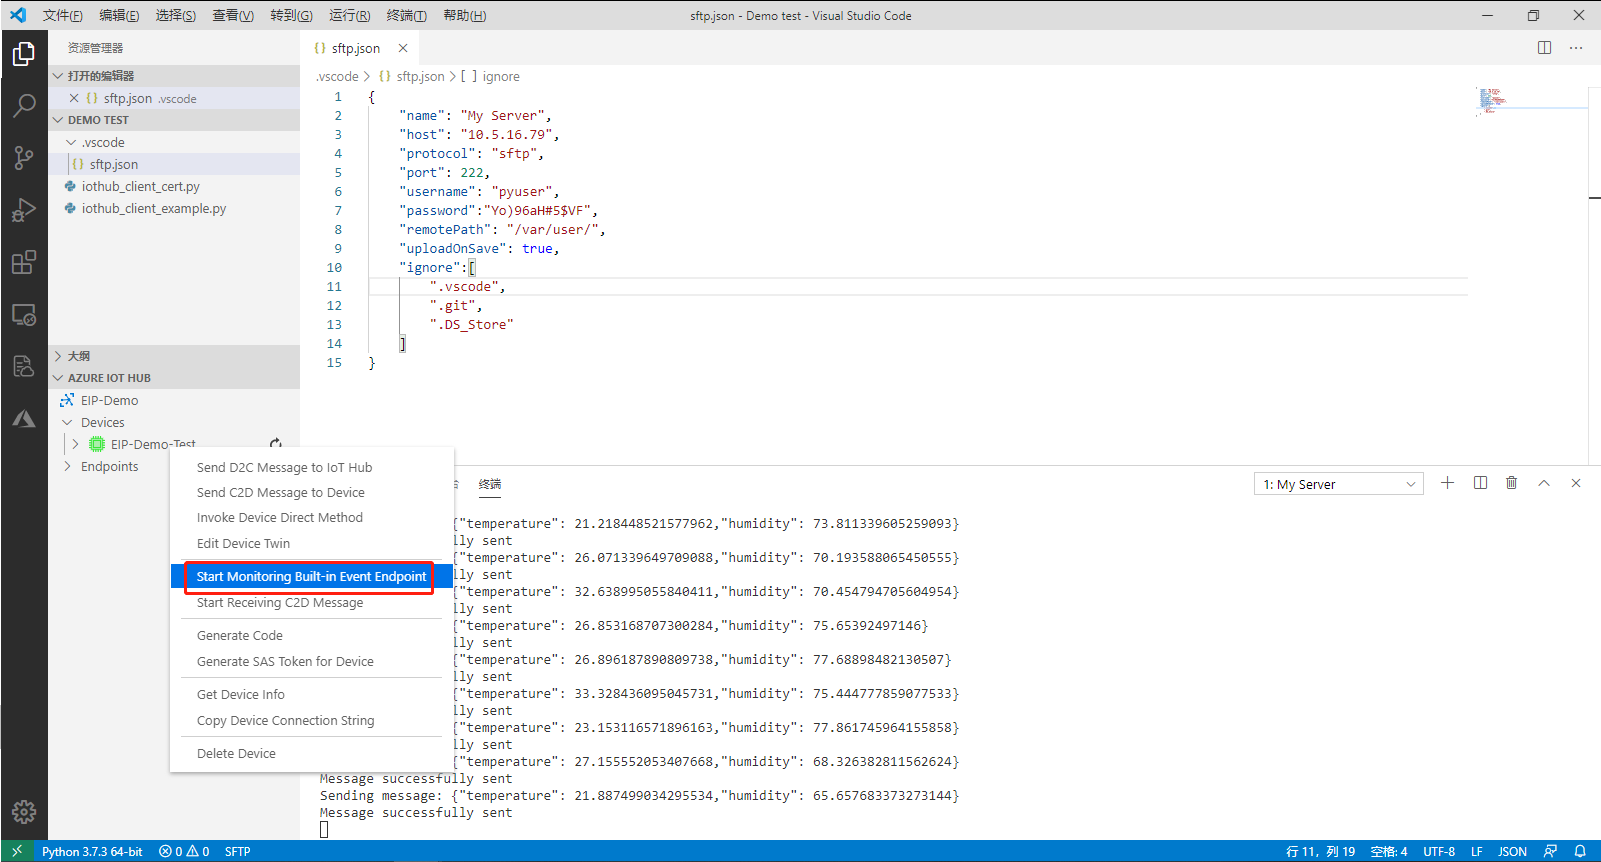 文件(F) 编辑(E) 选择(S) 查看(V) 转到(G) 运行(R) 终端(T) 帮助(H) sftp.json - Demo test - Visual Studio Code
资源管理器
打开的编辑器
{} sftp.json .vscode
DEMO TEST
.vscode
{} sftp.json
iothub_client_cert.py
iothub_client_example.py
大纲
AZURE IOT HUB
EIP-Demo
Devices
EIP-Demo-Test
Endpoints
{} sftp.json
.vscode > {} sftp.json > [ ] ignore
1 {
2 "name": "My Server",
3 "host": "10.5.16.79",
4 "protocol": "sftp",
5 "port": 222,
6 "username": "pyuser",
7 "password":"Yo)96aH#5$VF",
8 "remotePath": "/var/user/",
9 "uploadOnSave": true,
10 "ignore":[
11 ".vscode",
12 ".git",
13 ".DS_Store"
14 ]
15 }
Send D2C Message to IoT Hub
Send C2D Message to Device
Invoke Device Direct Method
Edit Device Twin
Start Monitoring Built-in Event Endpoint
Start Receiving C2D Message
Generate Code
Generate SAS Token for Device
Get Device Info
Copy Device Connection String
Delete Device
终端
1: My Server
{"temperature": 21.218448521577962,"humidity": 73.811339605259093}
lly sent
{"temperature": 26.071339649709088,"humidity": 70.193588065450555}
lly sent
{"temperature": 32.638995055840411,"humidity": 70.454794705604954}
lly sent
{"temperature": 26.853168707300284,"humidity": 75.65392497146}
lly sent
{"temperature": 26.896187890809738,"humidity": 77.68898482130507}
lly sent
{"temperature": 33.328436095045731,"humidity": 75.444777859077533}
lly sent
{"temperature": 23.153116571896163,"humidity": 77.861745964155858}
lly sent
{"temperature": 27.155552053407668,"humidity": 68.326382811562624}
Message successfully sent
Sending message: {"temperature": 21.887499034295534,"humidity": 65.657683373273144}
Message successfully sent
Python 3.7.3 64-bit 0 0 SFTP 行 11, 列 19 空格: 4 UTF-8 LF JSON